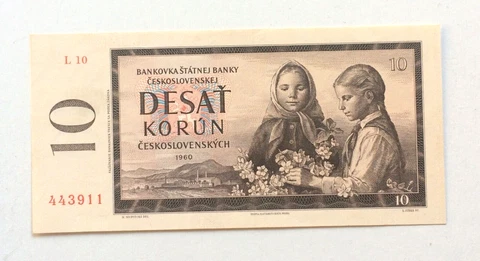 L 10
BANKOVKA ŠTÁTNEJ BANKY
ČESKOSLOVENSKEJ
DESAŤ
KORÚN
ČESKOSLOVENSKÝCH
1960
10
10
443911
10